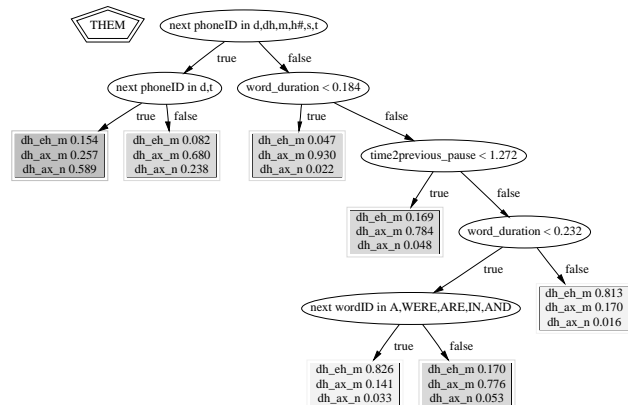 THEM
next phoneID in d,dh,m,h#,s,t
true
false
next phoneID in d,t
word_duration < 0.184
true
false
true
false
dh_eh_m 0.154
dh_ax_m 0.257
dh_ax_n 0.589
dh_eh_m 0.082
dh_ax_m 0.680
dh_ax_n 0.238
dh_eh_m 0.047
dh_ax_m 0.930
dh_ax_n 0.022
time2previous_pause < 1.272
true
false
dh_eh_m 0.169
dh_ax_m 0.784
dh_ax_n 0.048
word_duration < 0.232
true
false
next wordID in A,WERE,ARE,IN,AND
dh_eh_m 0.813
dh_ax_m 0.170
dh_ax_n 0.016
true
false
dh_eh_m 0.826
dh_ax_m 0.141
dh_ax_n 0.033
dh_eh_m 0.170
dh_ax_m 0.776
dh_ax_n 0.053